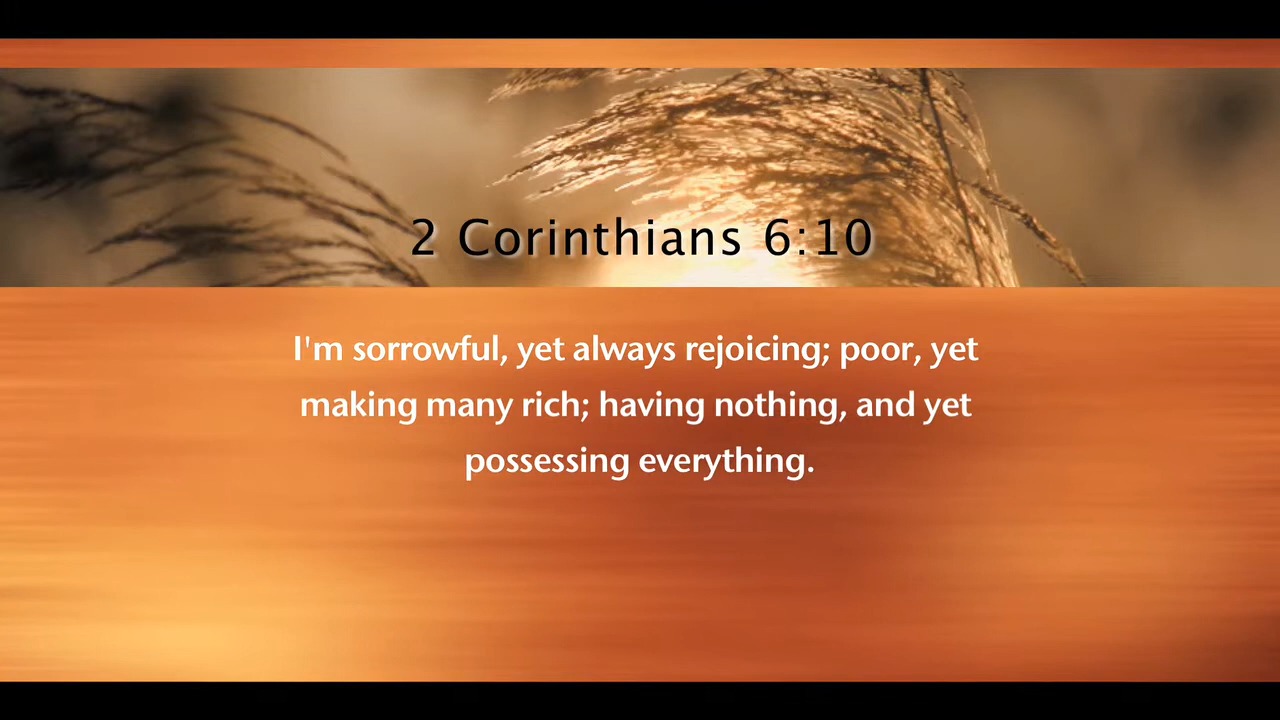 2 Corinthians 6:10
I'm sorrowful, yet always rejoicing; poor, yet
making many rich; having nothing, and yet
possessing everything.